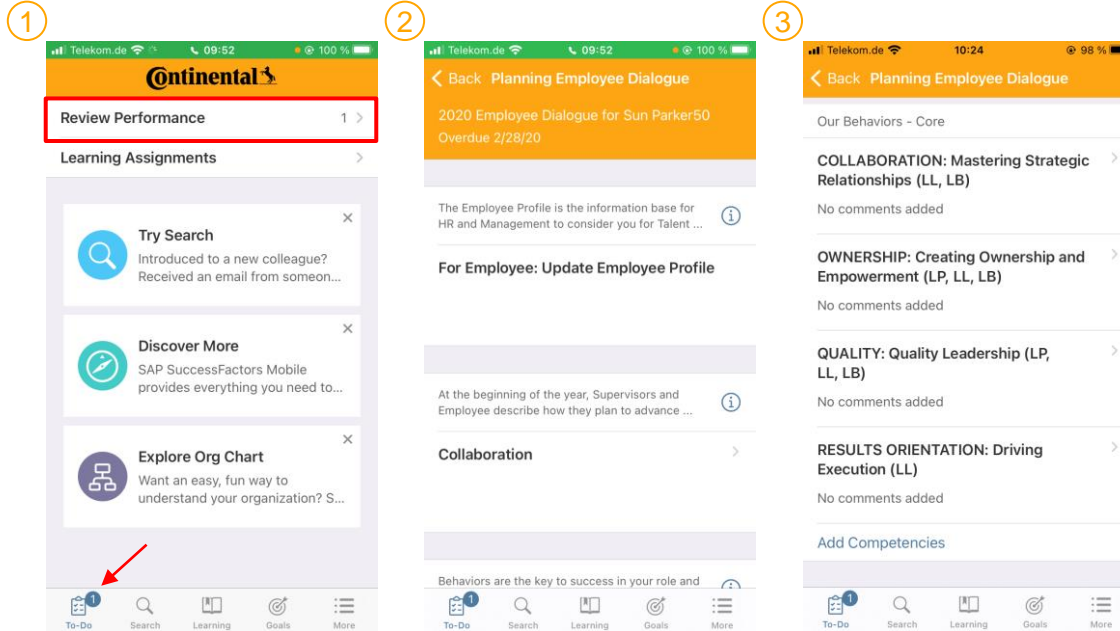 1
Telekom.de 09:52 100 %
Continental
Review Performance 1
Learning Assignments
Try Search
Introduced to a new colleague?
Received an email from someon...
Discover More
SAP SuccessFactors Mobile
provides everything you need to...
Explore Org Chart
Want an easy, fun way to
understand your organization? S...
1
To-Do Search Learning Goals More
2
Telekom.de 09:52 100 %
Back Planning Employee Dialogue
2020 Employee Dialogue for Sun Parker50
Overdue 2/28/20
The Employee Profile is the information base for
HR and Management to consider you for Talent ...
For Employee: Update Employee Profile
At the beginning of the year, Supervisors and
Employee describe how they plan to advance ...
Collaboration
Behaviors are the key to success in your role and
1
To-Do Search Learning Goals More
3
Telekom.de 10:24 98 %
Back Planning Employee Dialogue
Our Behaviors - Core
COLLABORATION: Mastering Strategic
Relationships (LL, LB)
No comments added
OWNERSHIP: Creating Ownership and
Empowerment (LP, LL, LB)
No comments added
QUALITY: Quality Leadership (LP,
LL, LB)
No comments added
RESULTS ORIENTATION: Driving
Execution (LL)
No comments added
Add Competencies
1
To-Do Search Learning Goals More